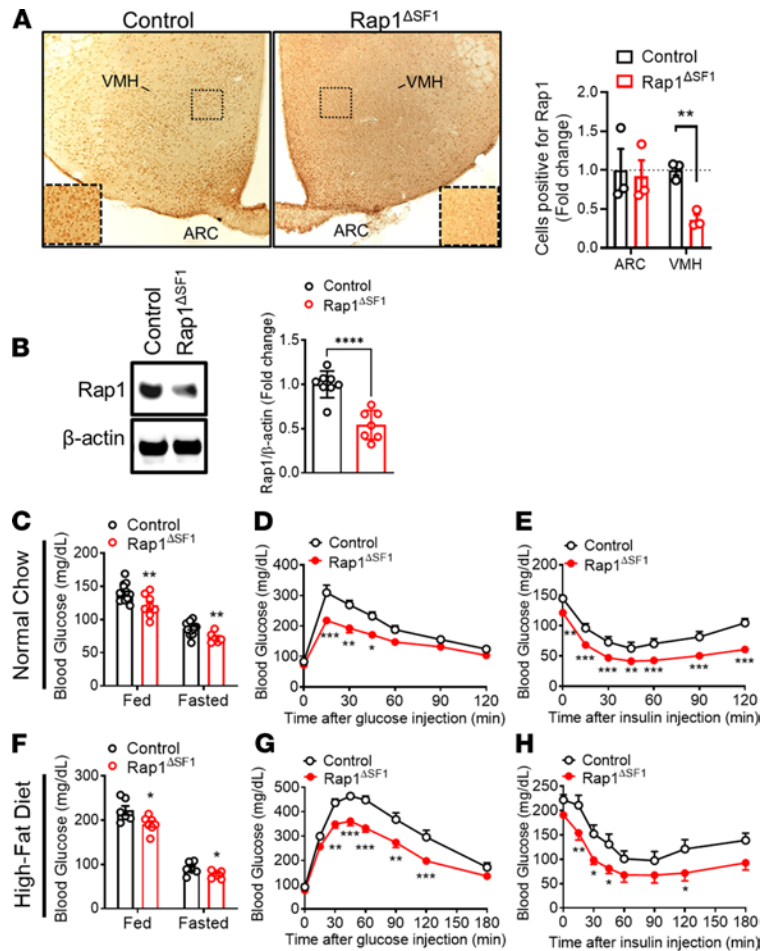 A
Control
Rap1ΔSF1
VMH
VMH
ARC
ARC
Control
Rap1ΔSF1
**
Cells positive for Rap1
(Fold change)
2.0
1.5
1.0
0.5
0.0
ARC VMH
B
Control
Rap1ΔSF1
Rap1
β-actin
Control
Rap1ΔSF1
****
Rap1/β-actin (Fold change)
1.5
1.0
0.5
0.0
Normal Chow
C
Control
Rap1ΔSF1
Blood Glucose (mg/dL)
200
150
100
50
0
** **
Fed Fasted
D
Control
Rap1ΔSF1
Blood Glucose (mg/dL)
400
300
200
100
0
*** ** *
0 30 60 90 120
Time after glucose injection (min)
E
Control
Rap1ΔSF1
Blood Glucose (mg/dL)
200
150
100
50
0
** *** *** ** *** *** ***
0 30 60 90 120
Time after insulin injection (min)
High-Fat Diet
F
Control
Rap1ΔSF1
Blood Glucose (mg/dL)
300
200
100
0
* *
Fed Fasted
G
Control
Rap1ΔSF1
Blood Glucose (mg/dL)
500
400
300
200
100
0
** *** *** ** ***
0 30 60 90 120 150 180
Time after glucose injection (min)
H
Control
Rap1ΔSF1
Blood Glucose (mg/dL)
250
200
150
100
50
0
** * * *
0 30 60 90 120 150 180
Time after insulin injection (min)